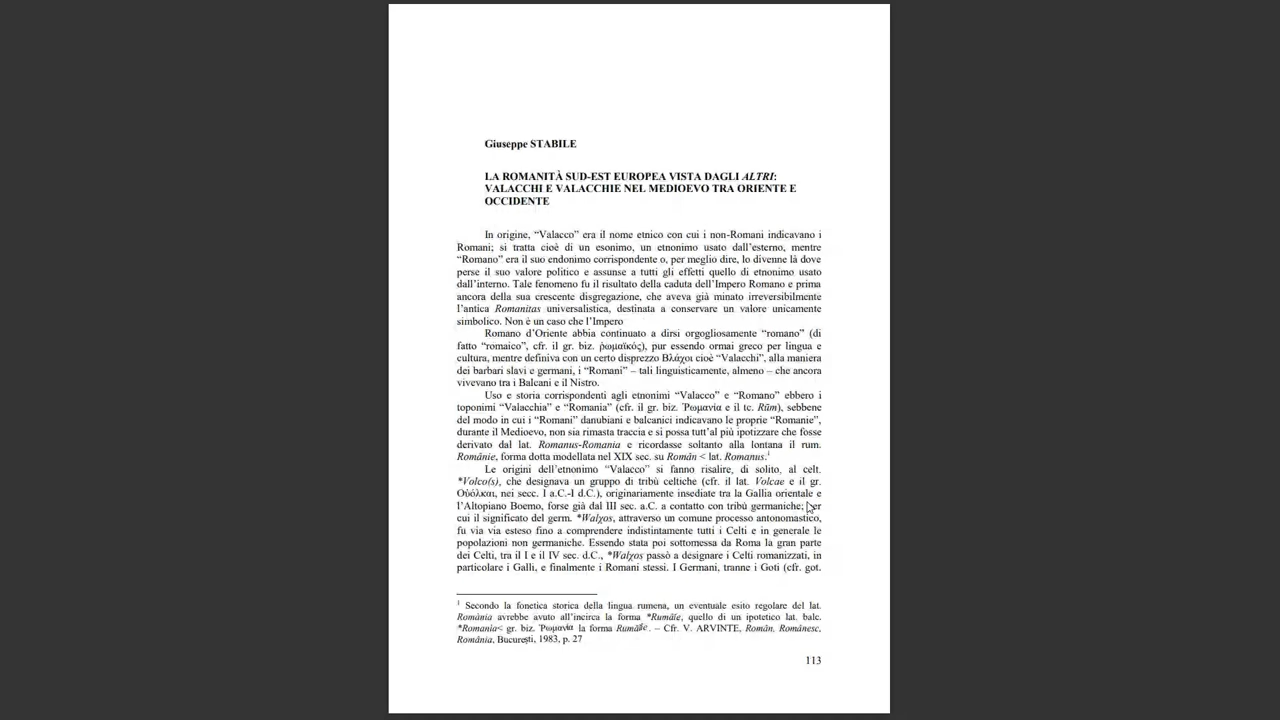 Giuseppe STABILE
LA ROMANITÀ SUD-EST EUROPEA VISTA DAGLI ALTRI:
VALACCHI E VALACCHIE NEL MEDIOEVO TRA ORIENTE E
OCCIDENTE
In origine, “Valacco” era il nome etnico con cui i non-Romani indicavano i
Romani; si tratta cioè di un esonimo, un etnonimo usato dall’esterno, mentre
“Romano” era il suo endonimo corrispondente o, per meglio dire, lo divenne là dove
perse il suo valore politico e assunse a tutti gli effetti quello di etnonimo usato
dall’interno. Tale fenomeno fu il risultato della caduta dell’Impero Romano e prima
ancora della sua crescente disgregazione, che aveva già minato irreversibilmente
l’antica Romanitas universalistica, destinata a conservare un valore unicamente
simbolico. Non è un caso che l’Impero
Romano d’Oriente abbia continuato a dirsi orgogliosamente “romano” (di
fatto “romaico”, cfr. il gr. biz. ῥωμαϊκός), pur essendo ormai greco per lingua e
cultura, mentre definiva con un certo disprezzo Βλάχοι cioè “Valacchi”, alla maniera
dei barbari slavi e germani, i “Romani” – tali linguisticamente, almeno – che ancora
vivevano tra i Balcani e il Nistro.
Uso e storia corrispondenti agli etnonimi “Valacco” e “Romano” ebbero i
toponimi “Valacchia” e “Romania” (cfr. il gr. biz. Ῥωμανία e il tc. Rūm), sebbene
del modo in cui i “Romani” danubiani e balcanici indicavano le proprie “Romanie”,
durante il Medioevo, non sia rimasta traccia e si possa tutt’al più ipotizzare che fosse
derivato dal lat. Romanus-Romania e ricordasse soltanto alla lontana il rum.
Românie, forma dotta modellata nel XIX sec. su Român < lat. Romanus.1
Le origini dell’etnonimo “Valacco” si fanno risalire, di solito, al celt.
*Volco(s), che designava un gruppo di tribù celtiche (cfr. il lat. Volcae e il gr.
Οὐόλκαι, nei secc. I a.C.-I d.C.), originariamente insediate tra la Gallia orientale e
l’Altopiano Boemo, forse già dal III sec. a.C. a contatto con tribù germaniche; per
cui il significato del germ. *Walχos, attraverso un comune processo antonomastico,
fu via via esteso fino a comprendere indistintamente tutti i Celti e in generale le
popolazioni non germaniche. Essendo stata poi sottomessa da Roma la gran parte
dei Celti, tra il I e il IV sec. d.C., *Walχos passò a designare i Celti romanizzati, in
particolare i Galli, e finalmente i Romani stessi. I Germani, tranne i Goti (cfr. got.
1 Secondo la fonetica storica della lingua rumena, un eventuale esito regolare del lat.
Romània avrebbe avuto all’incirca la forma *Rumâie, quello di un ipotetico lat. balc.
*Romanìa< gr. biz. Ῥωμανία la forma . – Cfr. V. ARVINTE, Român, Românesc,
România, București, 1983, p. 27
113